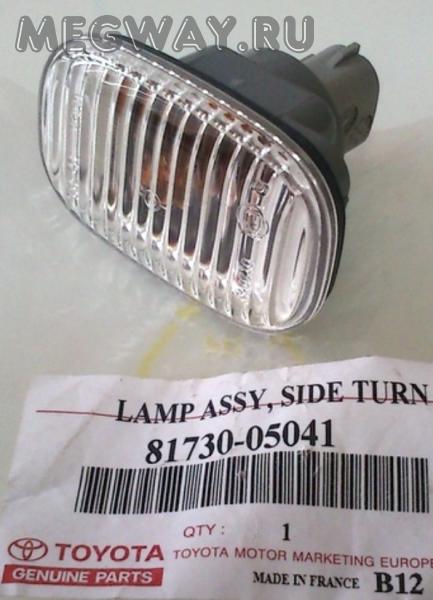 MEGWAY.RU
LAMP ASSY, SIDE TURN
81730-05041
QTY : 1
TOYOTA TOYOTA MOTOR MARKETING EUROPE
GENUINE PARTS MADE IN FRANCE B12